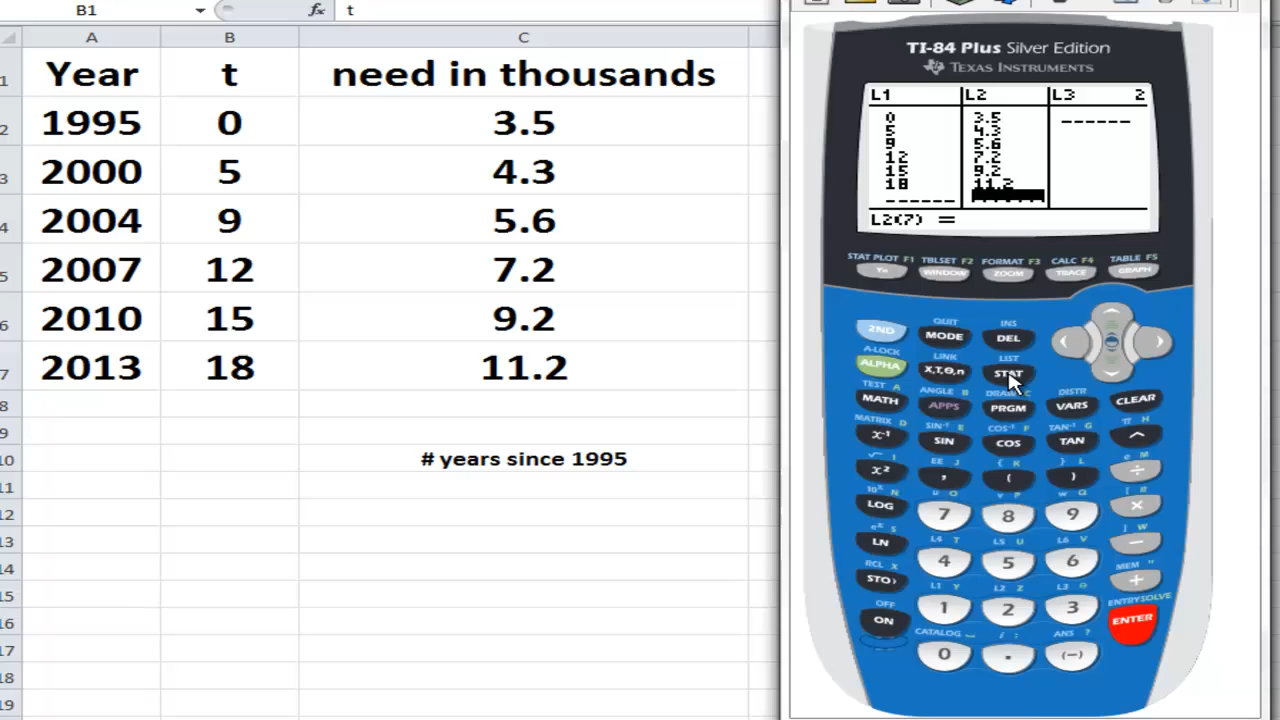 B1 fx t
A B C
1 Year t need in thousands
2 1995 0 3.5
3 2000 5 4.3
4 2004 9 5.6
5 2007 12 7.2
6 2010 15 9.2
7 2013 18 11.2
8
9
10 # years since 1995
11
12
13
14
15
16
17
18
19
TI-84 Plus Silver Edition
TEXAS INSTRUMENTS
L1 L2 L3 2
0 3.5 ------
5 4.3
9 5.6
12 7.2
15 9.2
18 11.2
------
L2(7) =
STAT PLOT F1 TBLSET F2 FORMAT F3 CALC F4 TABLE F5
Y= WINDOW ZOOM TRACE GRAPH
QUIT INS
2ND MODE DEL
A-LOCK LINK LIST
ALPHA X,T,Θ,n STAT
TEST A ANGLE B DRAW C DISTR
MATH APPS PRGM VARS CLEAR
MATRIX D SIN⁻¹ E COS⁻¹ F TAN⁻¹ G π H
x⁻¹ SIN COS TAN ^
√ I EE J { K } L e M
x² , ( ) ÷
10ˣ N u O v P w Q [ R
LOG 7 8 9 ×
eˣ S L4 T L5 U L6 V ] W
LN 4 5 6 −
RCL X L1 Y L2 Z L3 θ MEM "
STO› 1 2 3 +
OFF CATALOG i : ANS ? ENTRY SOLVE
ON 0 . (−) ENTER